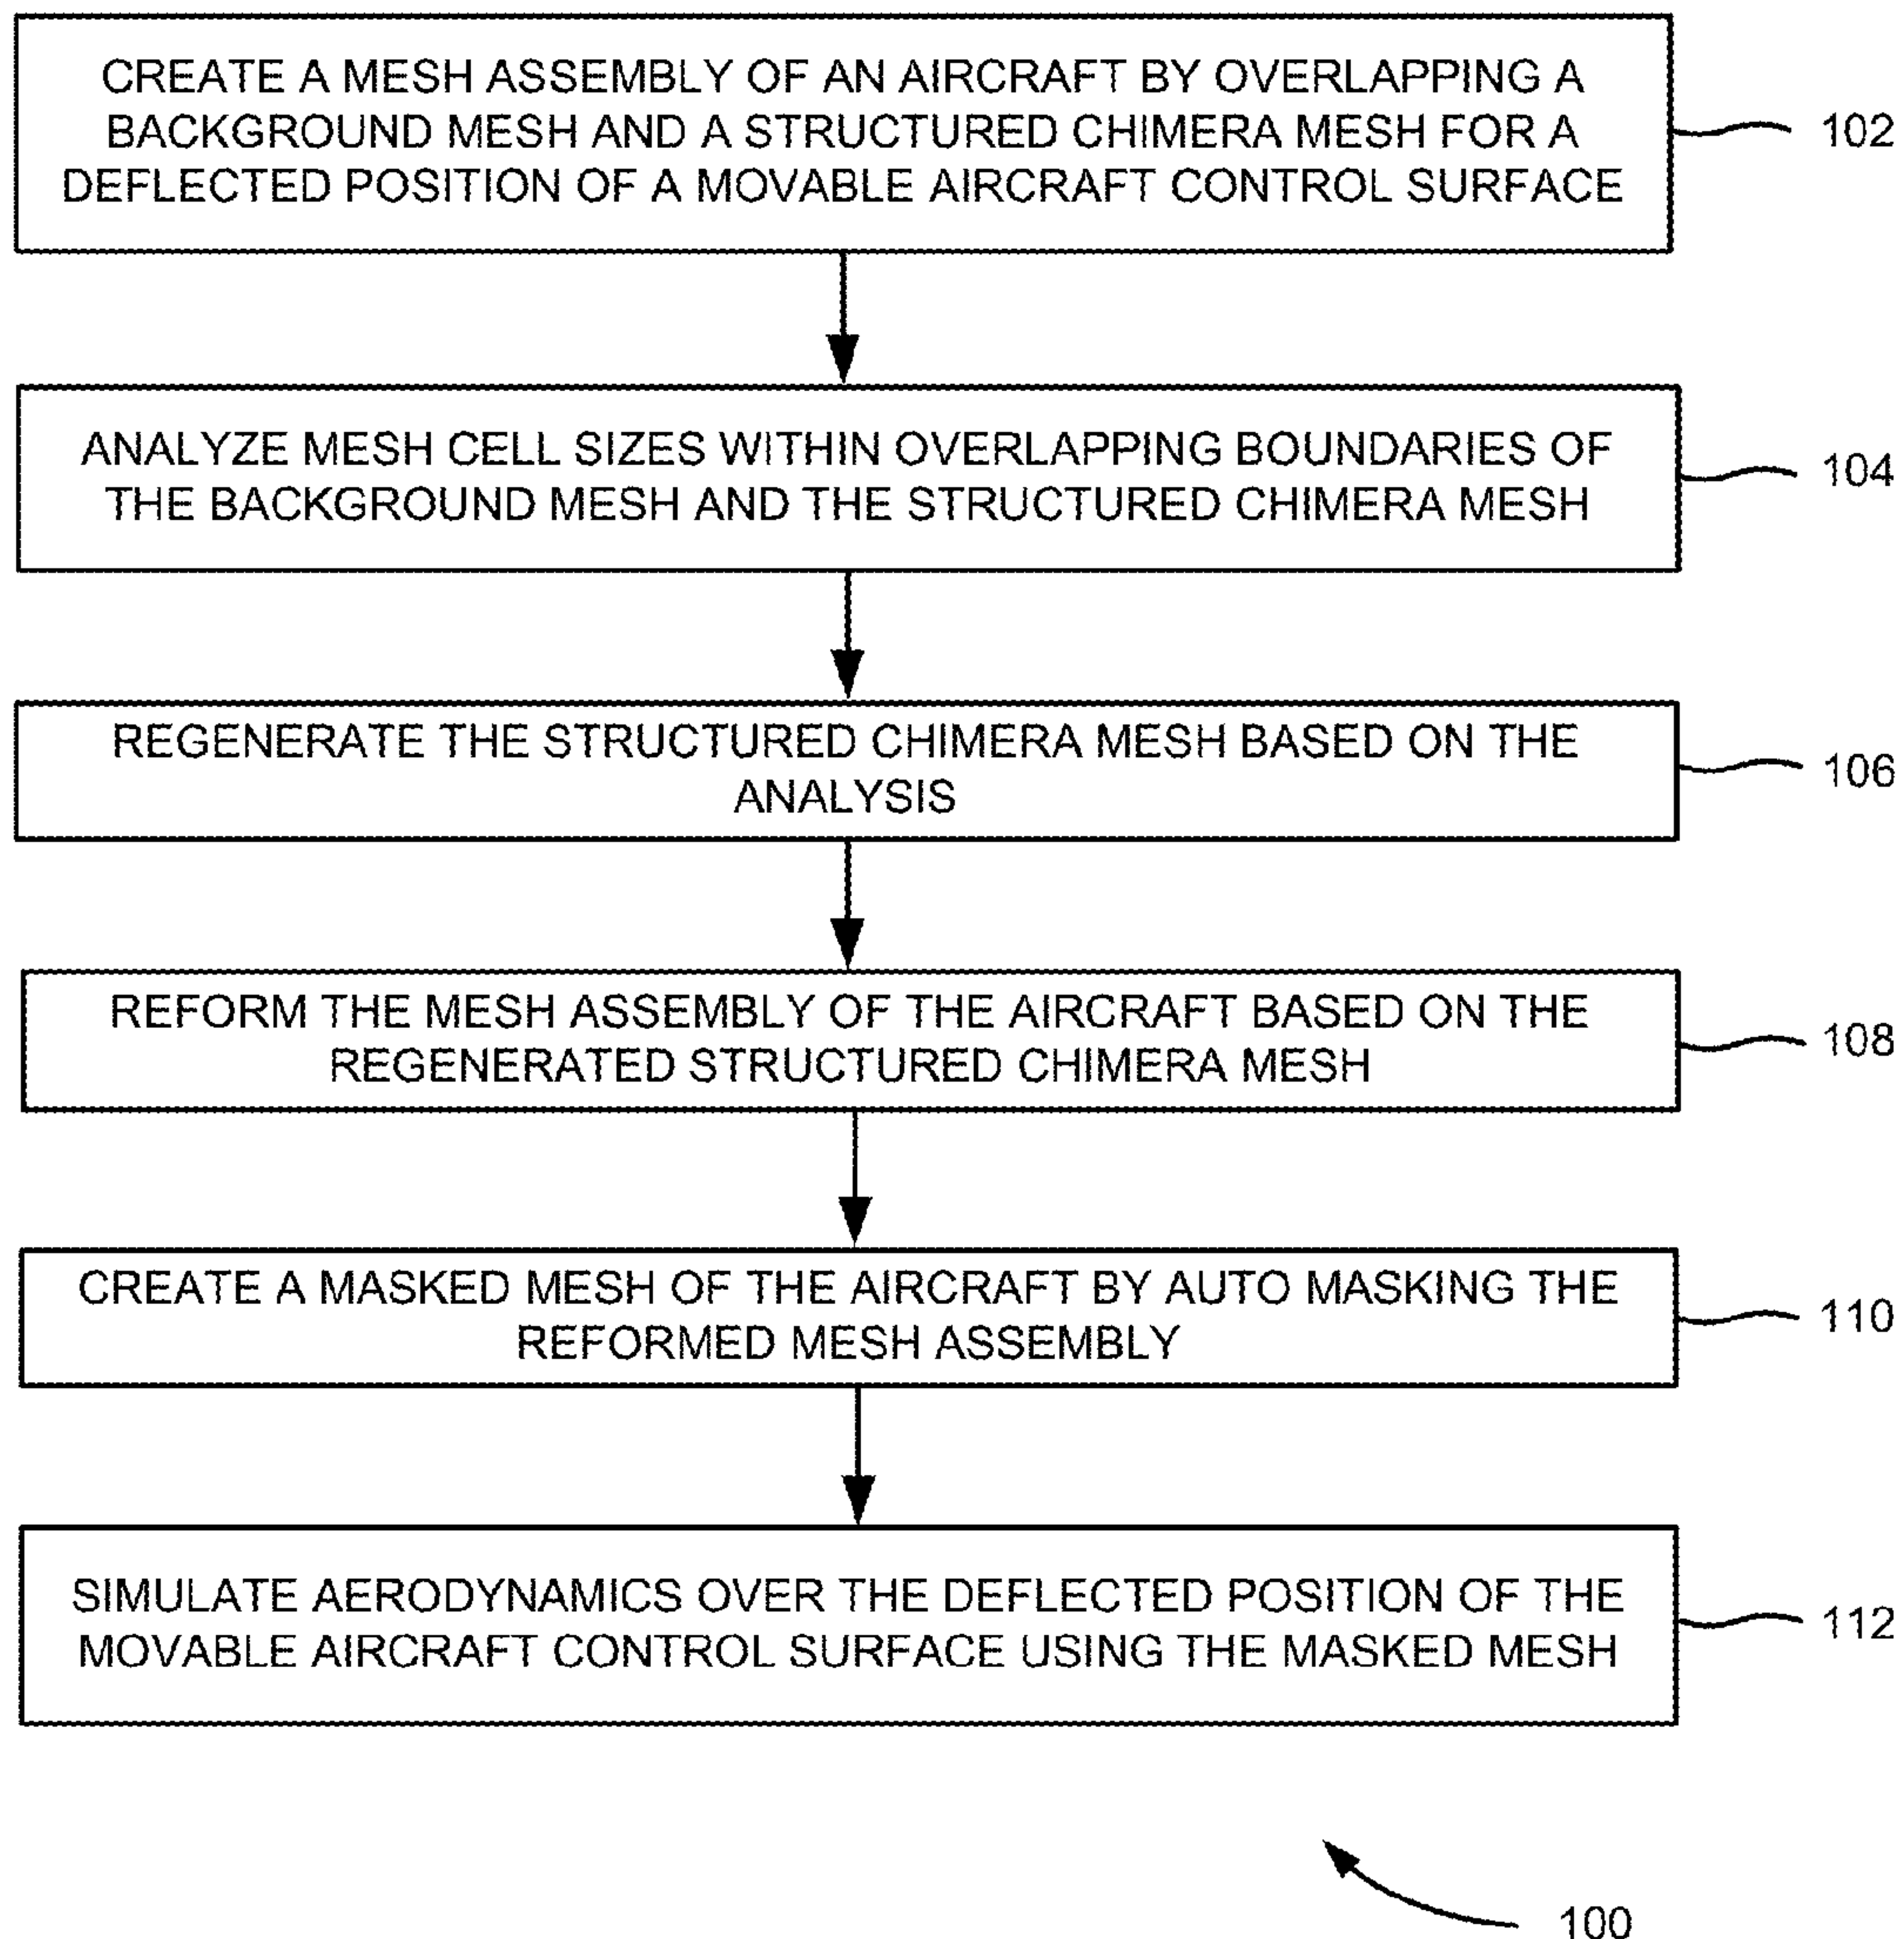 CREATE A MESH ASSEMBLY OF AN AIRCRAFT BY OVERLAPPING A
BACKGROUND MESH AND A STRUCTURED CHIMERA MESH FOR A
DEFLECTED POSITION OF A MOVABLE AIRCRAFT CONTROL SURFACE
102
ANALYZE MESH CELL SIZES WITHIN OVERLAPPING BOUNDARIES OF
THE BACKGROUND MESH AND THE STRUCTURED CHIMERA MESH
104
REGENERATE THE STRUCTURED CHIMERA MESH BASED ON THE
ANALYSIS
106
REFORM THE MESH ASSEMBLY OF THE AIRCRAFT BASED ON THE
REGENERATED STRUCTURED CHIMERA MESH
108
CREATE A MASKED MESH OF THE AIRCRAFT BY AUTO MASKING THE
REFORMED MESH ASSEMBLY
110
SIMULATE AERODYNAMICS OVER THE DEFLECTED POSITION OF THE
MOVABLE AIRCRAFT CONTROL SURFACE USING THE MASKED MESH
112
100